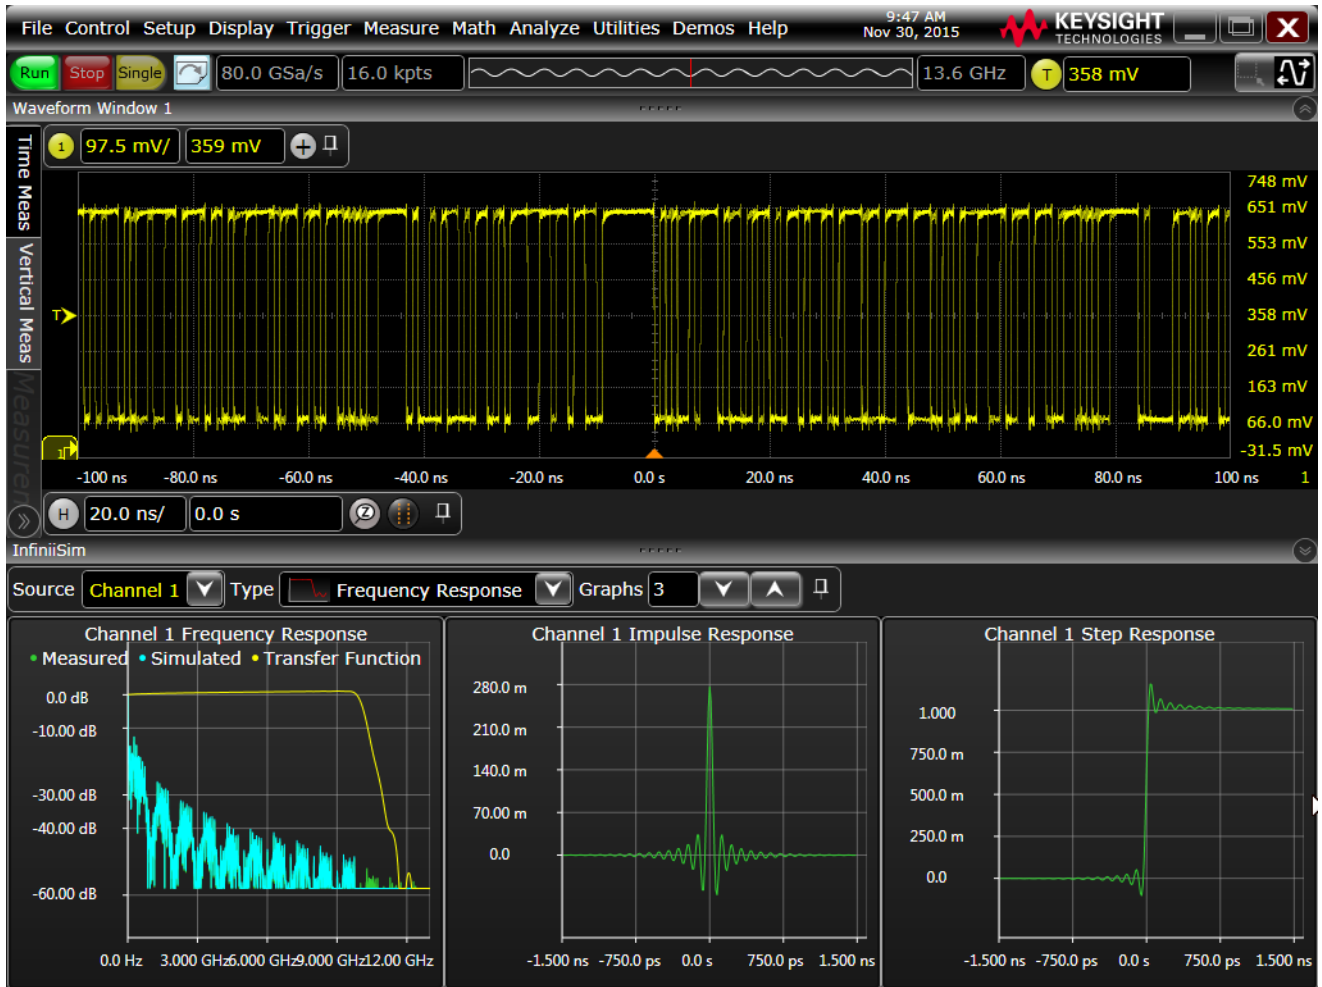 File Control Setup Display Trigger Measure Math Analyze Utilities Demos Help
9:47 AM
Nov 30, 2015
KEYSIGHT
TECHNOLOGIES
X
Run Stop Single 80.0 GSa/s 16.0 kpts 13.6 GHz T 358 mV
Waveform Window 1
Time Meas
Vertical Meas
1 97.5 mV/ 359 mV
748 mV
651 mV
553 mV
456 mV
T 358 mV
261 mV
163 mV
66.0 mV
1 -31.5 mV
-100 ns -80.0 ns -60.0 ns -40.0 ns -20.0 ns 0.0 s 20.0 ns 40.0 ns 60.0 ns 80.0 ns 100 ns 1
H 20.0 ns/ 0.0 s Z
InfiniiSim
Source Channel 1 Type Frequency Response Graphs 3
Channel 1 Frequency Response
Measured Simulated Transfer Function
0.0 dB
-10.00 dB
-30.00 dB
-40.00 dB
-60.00 dB
0.0 Hz 3.000 GHz 6.000 GHz 9.000 GHz 12.00 GHz
Channel 1 Impulse Response
280.0 m
210.0 m
140.0 m
70.00 m
0.0
-1.500 ns -750.0 ps 0.0 s 750.0 ps 1.500 ns
Channel 1 Step Response
1.000
750.0 m
500.0 m
250.0 m
0.0
-1.500 ns -750.0 ps 0.0 s 750.0 ps 1.500 ns